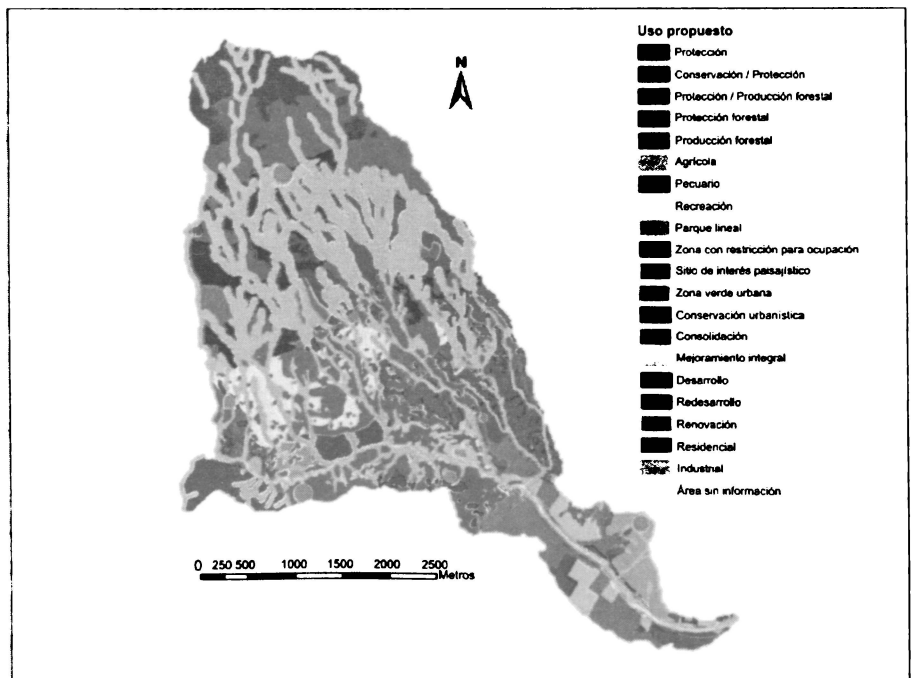 Uso propuesto
Protección
Conservación / Protección
Protección / Producción forestal
Protección forestal
Producción forestal
Agrícola
Pecuario
Recreación
Parque lineal
Zona con restricción para ocupación
Sitio de interés paisajístico
Zona verde urbana
Conservación urbanística
Consolidación
Mejoramiento integral
Desarrollo
Redesarrollo
Renovación
Residencial
Industrial
Área sin información
N
0 250 500 1000 1500 2000 2500
Metros